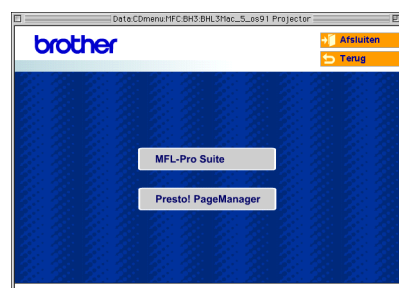 Data:CDmenu:MFC:BH3:BHL3Mac_5_os91 Projector
brother
Afsluiten
Terug
MFL-Pro Suite
Presto! PageManager